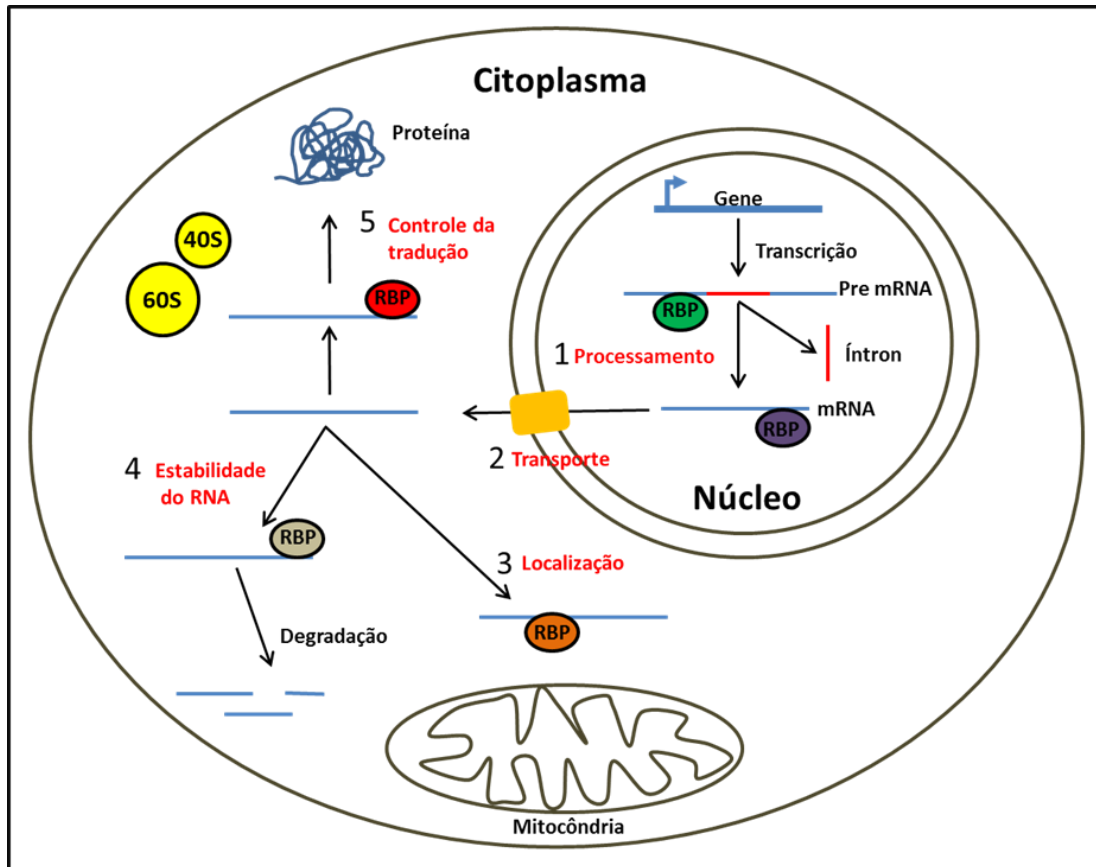 Citoplasma
Proteína
5 Controle da
tradução
40S
60S
RBP
Gene
Transcrição
Pre mRNA
RBP
1 Processamento
Íntron
mRNA
RBP
2 Transporte
Núcleo
4 Estabilidade
do RNA
RBP
3 Localização
RBP
Degradação
Mitocôndria